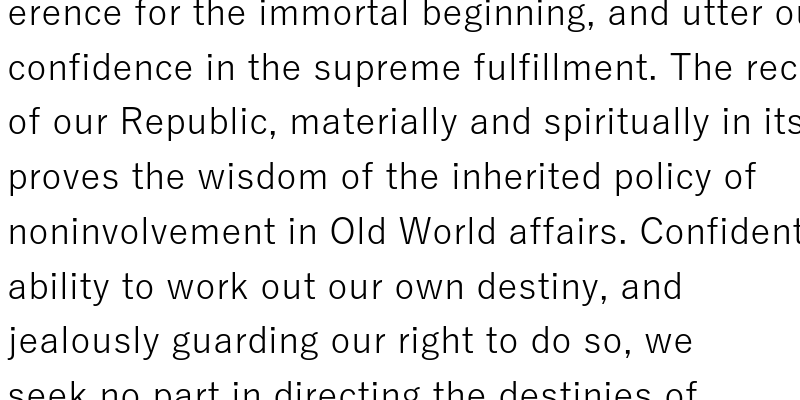 erence for the immortal beginning, and utter ou
confidence in the supreme fulfillment. The rec
of our Republic, materially and spiritually in its
proves the wisdom of the inherited policy of
noninvolvement in Old World affairs. Confident
ability to work out our own destiny, and
jealously guarding our right to do so, we
seek no part in directing the destinies of